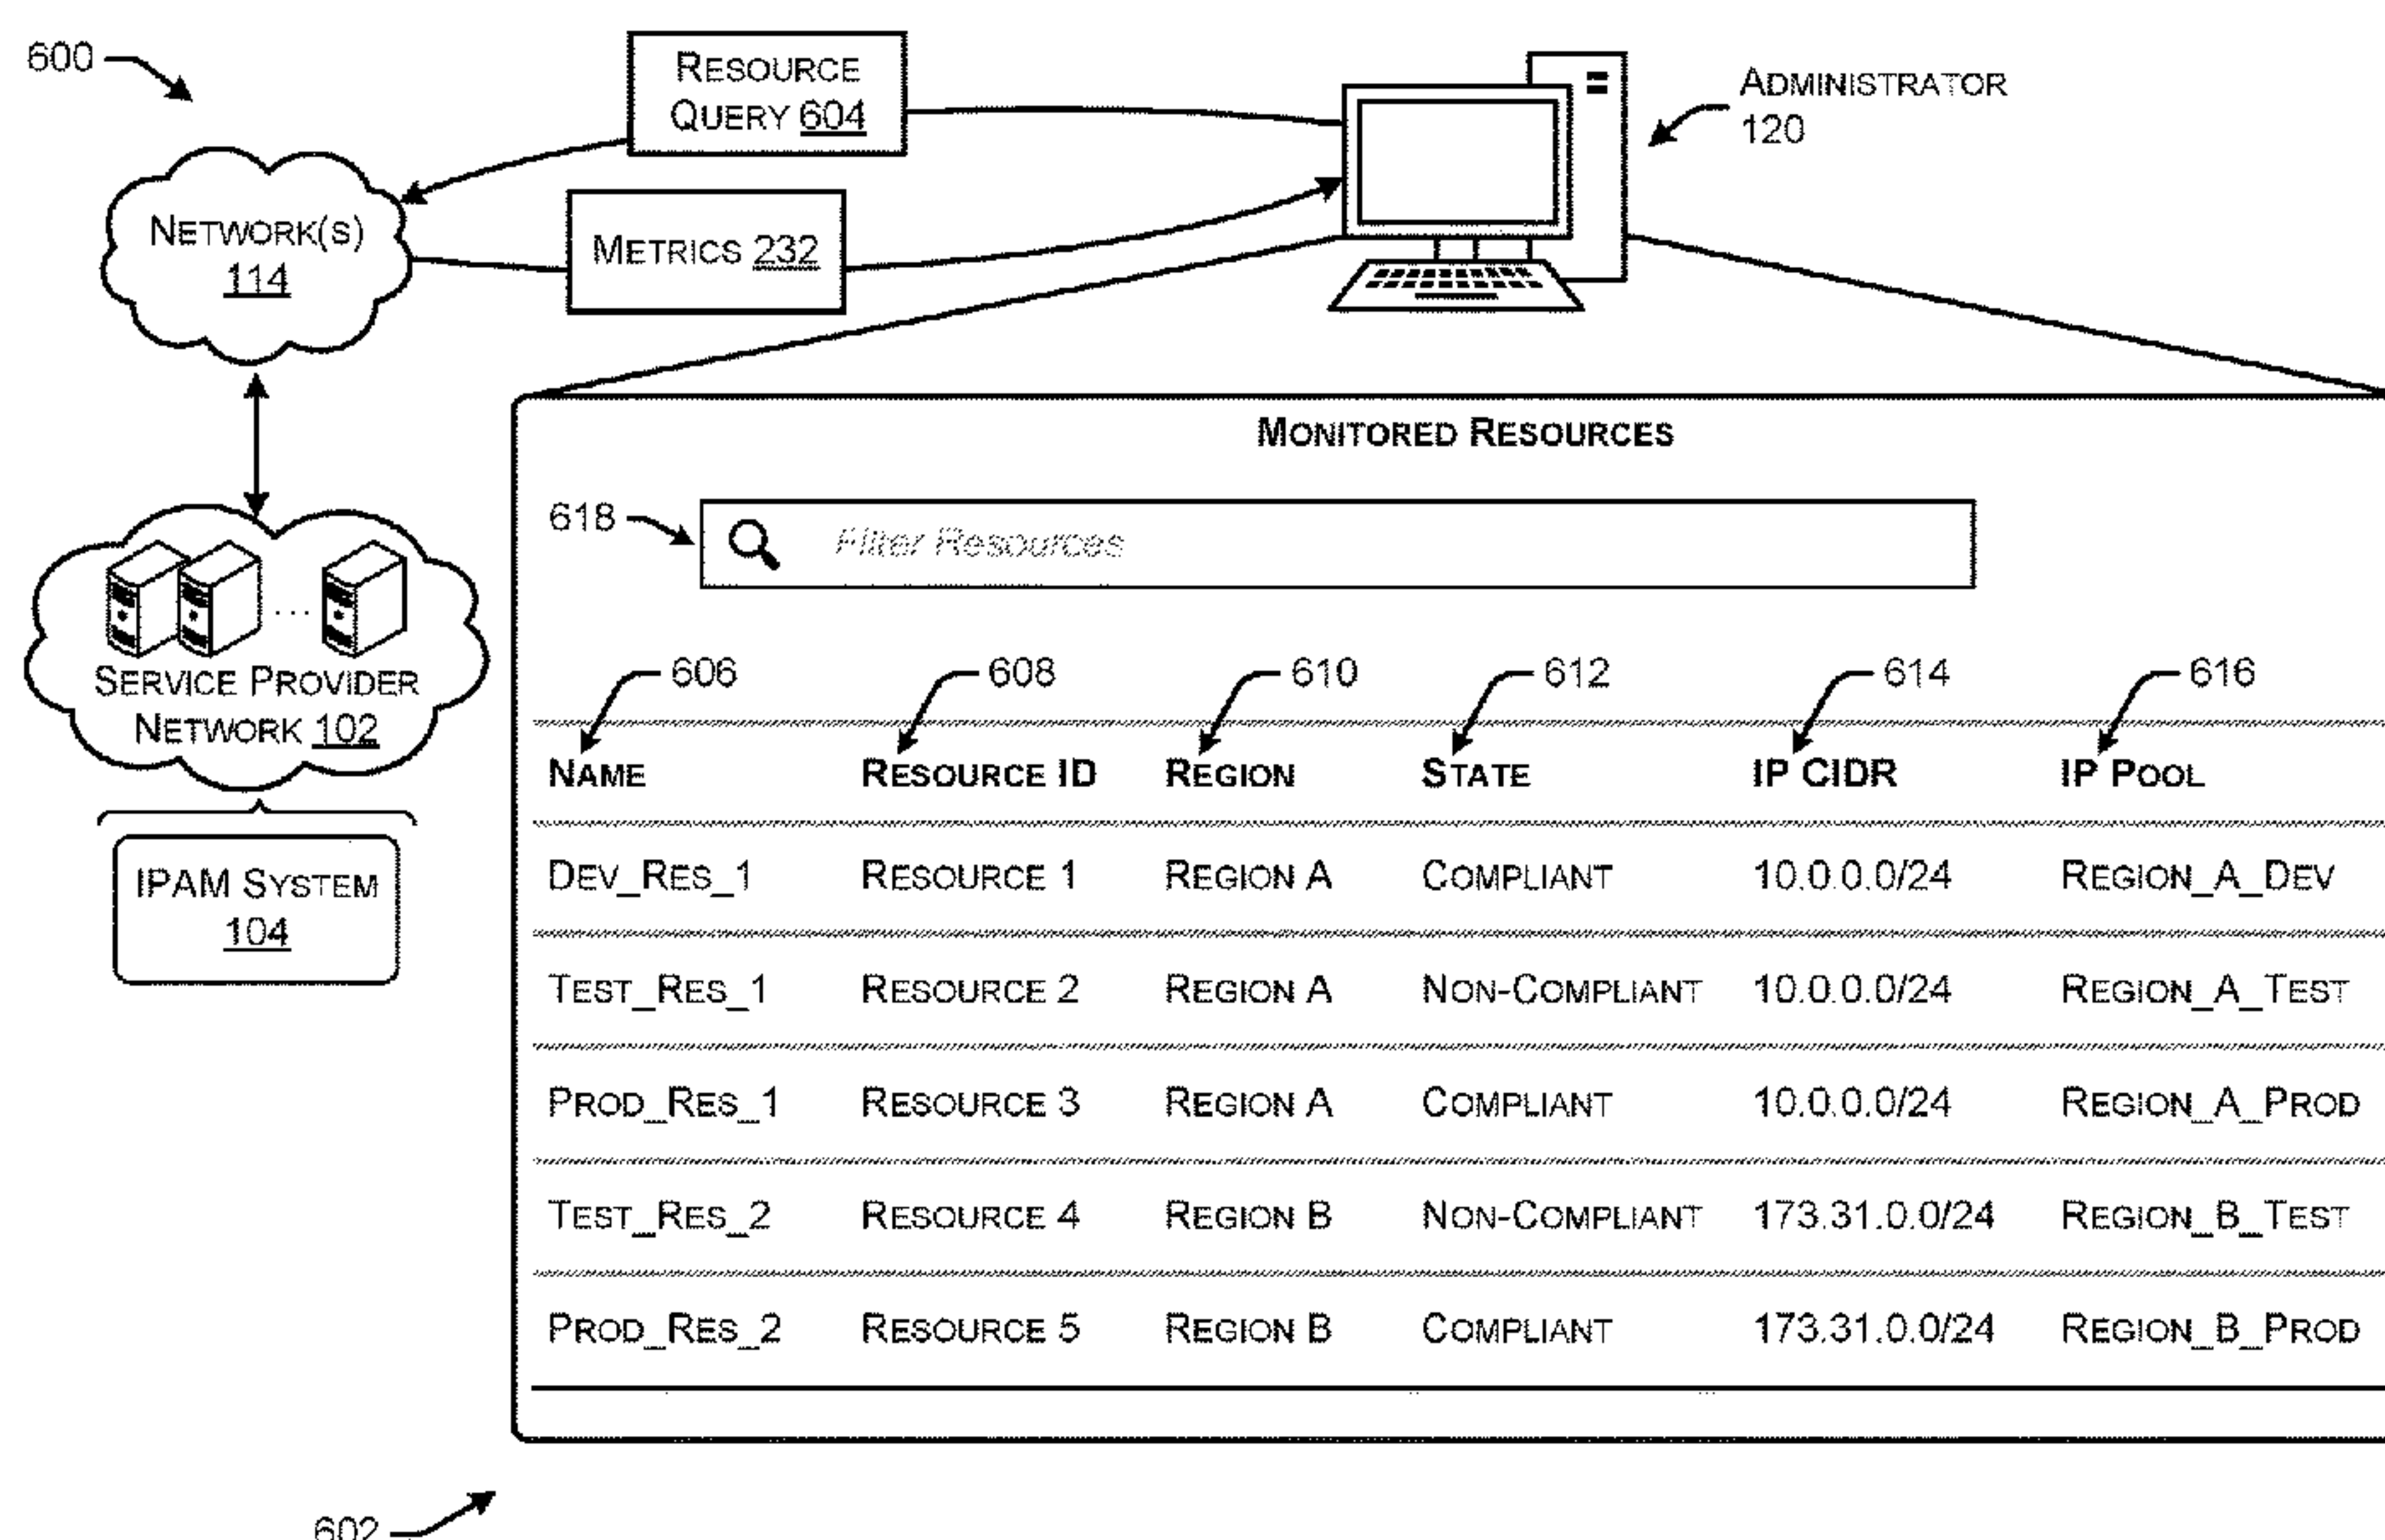 600
RESOURCE
QUERY 604
ADMINISTRATOR
120
NETWORK(S)
114
METRICS 232
MONITORED RESOURCES
618
Filter Resources
SERVICE PROVIDER
NETWORK 102
IPAM SYSTEM
104
606 608 610 612 614 616
NAME RESOURCE ID REGION STATE IP CIDR IP POOL
DEV_RES_1 RESOURCE 1 REGION A COMPLIANT 10.0.0.0/24 REGION_A_DEV
TEST_RES_1 RESOURCE 2 REGION A NON-COMPLIANT 10.0.0.0/24 REGION_A_TEST
PROD_RES_1 RESOURCE 3 REGION A COMPLIANT 10.0.0.0/24 REGION_A_PROD
TEST_RES_2 RESOURCE 4 REGION B NON-COMPLIANT 173.31.0.0/24 REGION_B_TEST
PROD_RES_2 RESOURCE 5 REGION B COMPLIANT 173.31.0.0/24 REGION_B_PROD
602